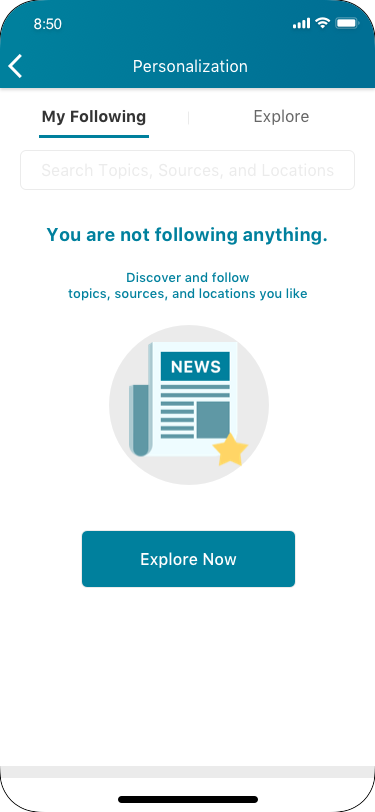 8:50
Personalization
My Following
Explore
Search Topics, Sources, and Locations
You are not following anything.
Discover and follow
topics, sources, and locations you like
NEWS
Explore Now